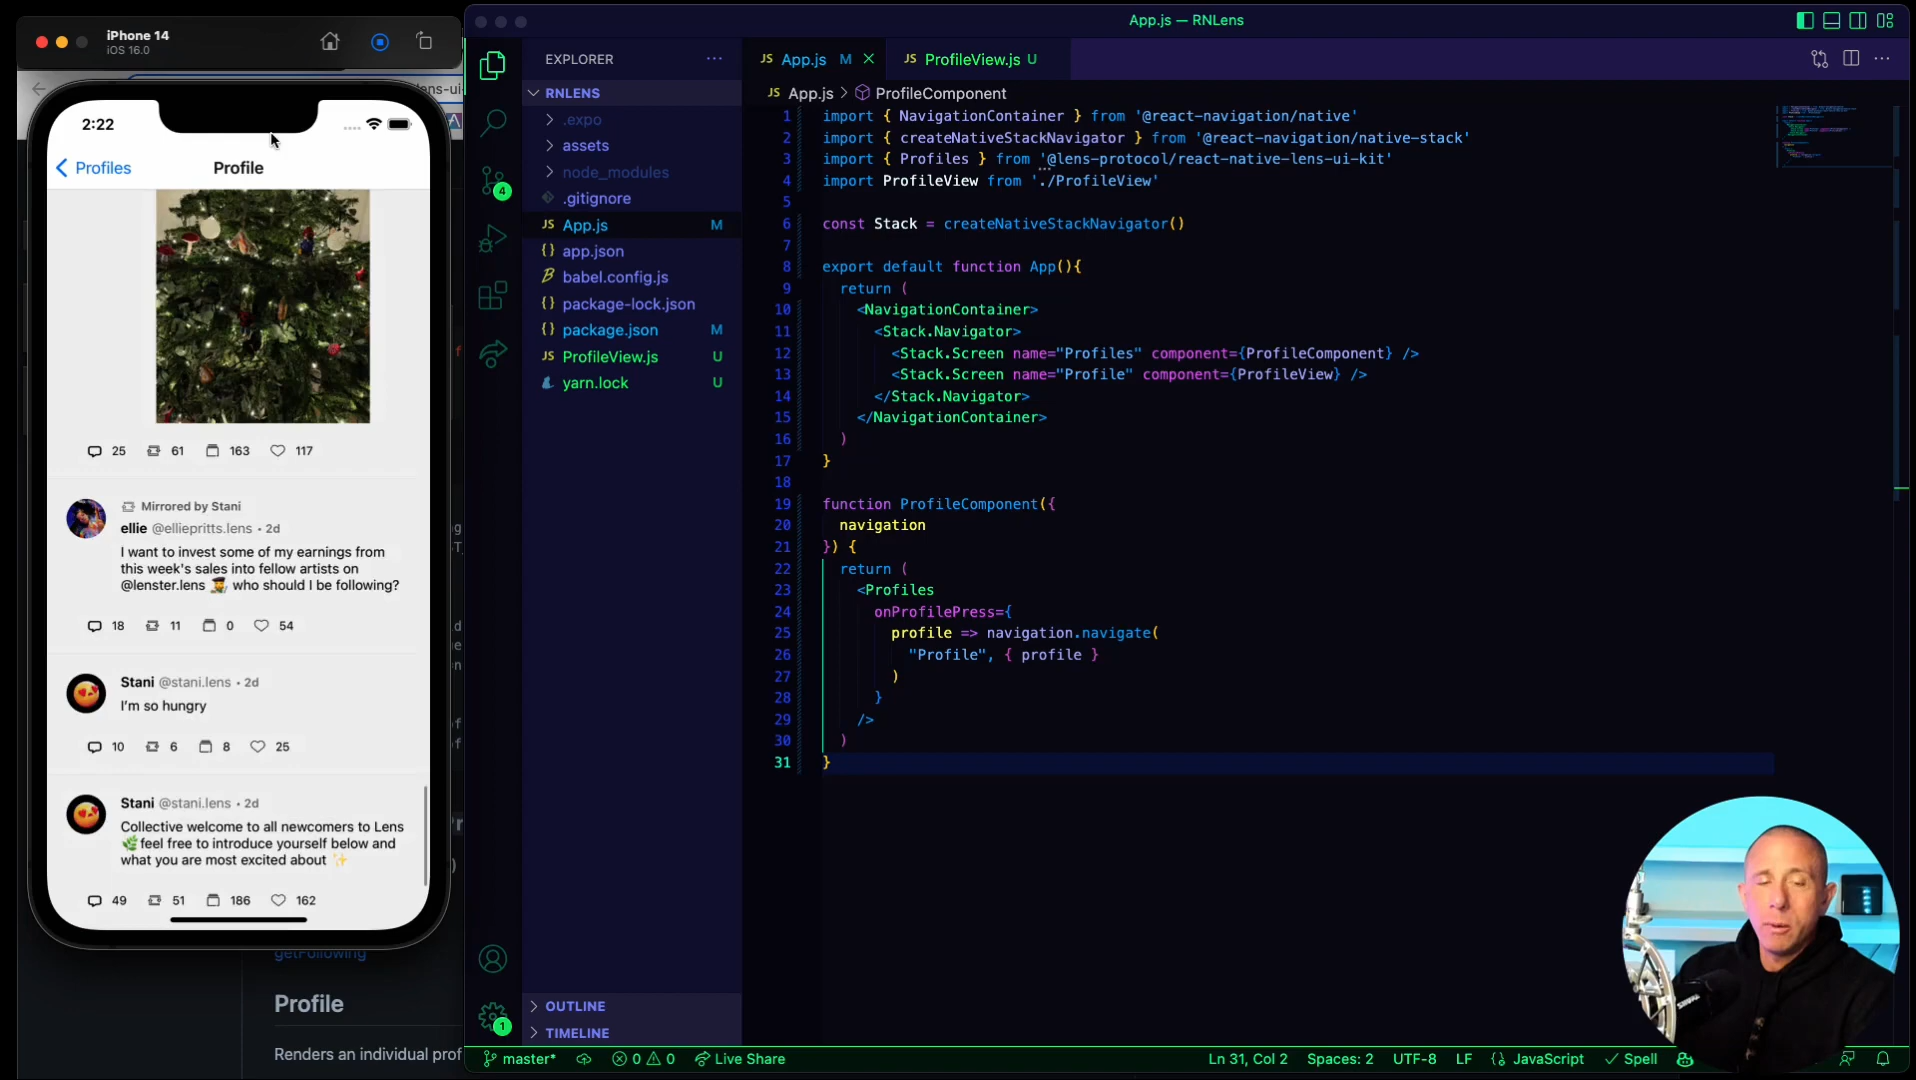 iPhone 14
iOS 16.0
ens-ui
2:22
Profiles
Profile
25 61 163 117
Mirrored by Stani
ellie @elliepritts.lens • 2d
I want to invest some of my earnings from
this week's sales into fellow artists on
@lenster.lens 🧑‍🎨 who should I be following?
18 11 0 54
Stani @stani.lens • 2d
I'm so hungry
10 6 8 25
Stani @stani.lens • 2d
Collective welcome to all newcomers to Lens
🌿feel free to introduce yourself below and
what you are most excited about ✨
49 51 186 162
getFollowing
Profile
Renders an individual prof
App.js — RNLens
EXPLORER
RNLENS
.expo
assets
node_modules
.gitignore
JS App.js M
{} app.json
babel.config.js
{} package-lock.json
{} package.json M
JS ProfileView.js U
yarn.lock U
OUTLINE
TIMELINE
4
1
JS App.js M
JS ProfileView.js U
JS App.js > ProfileComponent
1 import { NavigationContainer } from '@react-navigation/native'
2 import { createNativeStackNavigator } from '@react-navigation/native-stack'
3 import { Profiles } from '@lens-protocol/react-native-lens-ui-kit'
4 import ProfileView from './ProfileView'
5
6 const Stack = createNativeStackNavigator()
7
8 export default function App(){
9 return (
10 <NavigationContainer>
11 <Stack.Navigator>
12 <Stack.Screen name="Profiles" component={ProfileComponent} />
13 <Stack.Screen name="Profile" component={ProfileView} />
14 </Stack.Navigator>
15 </NavigationContainer>
16 )
17 }
18
19 function ProfileComponent({
20 navigation
21 }) {
22 return (
23 <Profiles
24 onProfilePress={
25 profile => navigation.navigate(
26 "Profile", { profile }
27 )
28 }
29 />
30 )
31 }
master* 0 0 Live Share
Ln 31, Col 2 Spaces: 2 UTF-8 LF {} JavaScript Spell